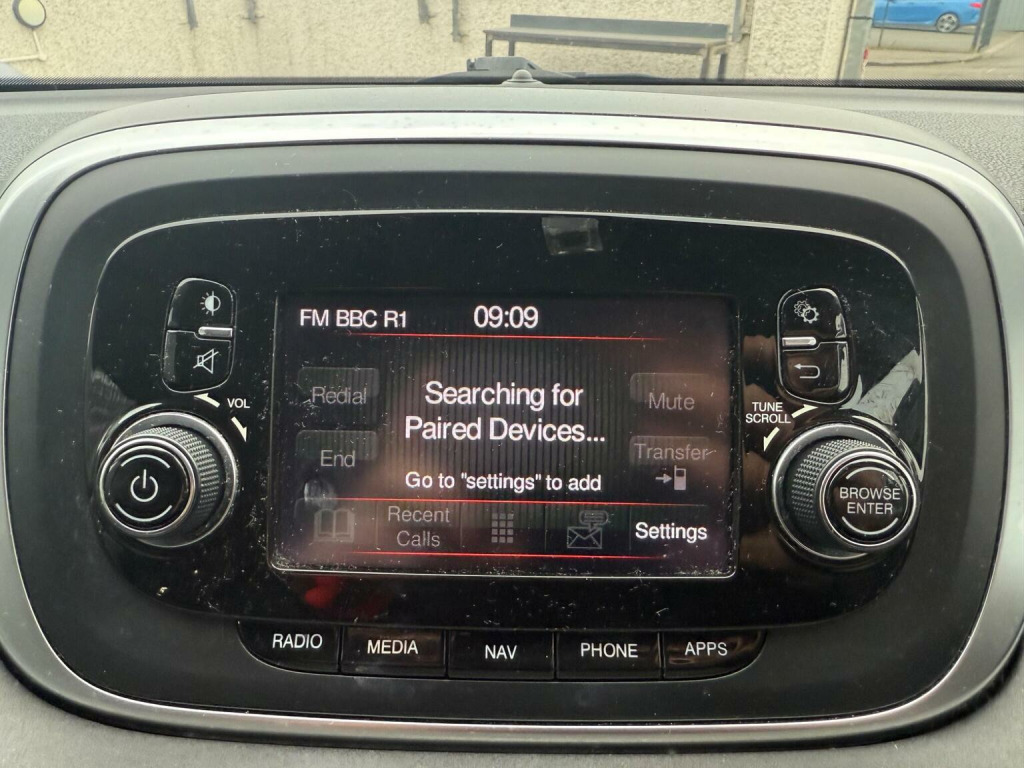 FM BBC R1 09:09
Redial
Searching for
Paired Devices...
Mute
End
Transfer
Go to "settings" to add
Recent
Calls
Settings
VOL
TUNE
SCROLL
BROWSE
ENTER
RADIO MEDIA NAV PHONE APPS